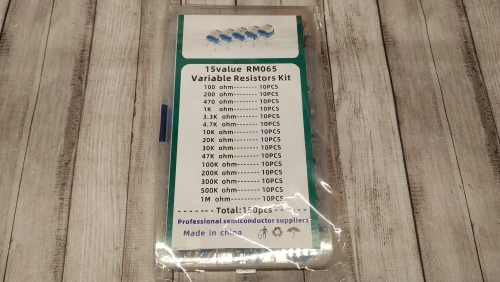 15value RM065
Variable Resistors Kit
100 ohm-------- 10PCS
200 ohm-------- 10PCS
470 ohm-------- 10PCS
1K ohm-------- 10PCS
3.3K ohm-------- 10PCS
4.7K ohm-------- 10PCS
10K ohm-------- 10PCS
20K ohm-------- 10PCS
30K ohm-------- 10PCS
47K ohm-------- 10PCS
100K ohm-------- 10PCS
200K ohm-------- 10PCS
300K ohm-------- 10PCS
500K ohm-------- 10PCS
1M ohm-------- 10PCS
------Total:150pcs------
Professional semiconductor suppliers
Made in china